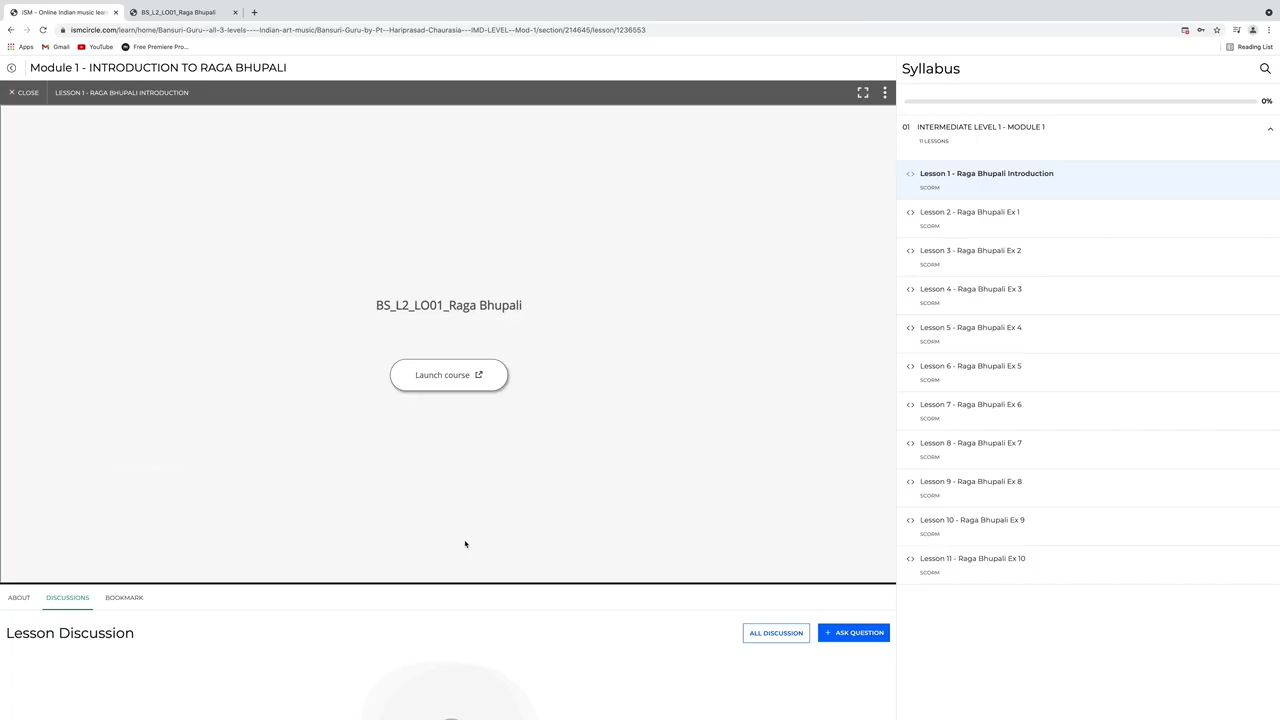 iSM - Online Indian music lear
BS_L2_LO01_Raga Bhupali
ismcircle.com/learn/home/Bansuri-Guru--all-3-levels----Indian-art-music/Bansuri-Guru-by-Pt--Hariprasad-Chaurasia---IMD-LEVEL--Mod-1/section/214645/lesson/1236553
Apps
Gmail
YouTube
Free Premiere Pro...
Reading List
Module 1 - INTRODUCTION TO RAGA BHUPALI
CLOSE
LESSON 1 - RAGA BHUPALI INTRODUCTION
BS_L2_LO01_Raga Bhupali
Launch course
ABOUT
DISCUSSIONS
BOOKMARK
Lesson Discussion
ALL DISCUSSION
+ ASK QUESTION
Syllabus
0%
01 INTERMEDIATE LEVEL 1 - MODULE 1
11 LESSONS
Lesson 1 - Raga Bhupali Introduction
SCORM
Lesson 2 - Raga Bhupali Ex 1
SCORM
Lesson 3 - Raga Bhupali Ex 2
SCORM
Lesson 4 - Raga Bhupali Ex 3
SCORM
Lesson 5 - Raga Bhupali Ex 4
SCORM
Lesson 6 - Raga Bhupali Ex 5
SCORM
Lesson 7 - Raga Bhupali Ex 6
SCORM
Lesson 8 - Raga Bhupali Ex 7
SCORM
Lesson 9 - Raga Bhupali Ex 8
SCORM
Lesson 10 - Raga Bhupali Ex 9
SCORM
Lesson 11 - Raga Bhupali Ex 10
SCORM